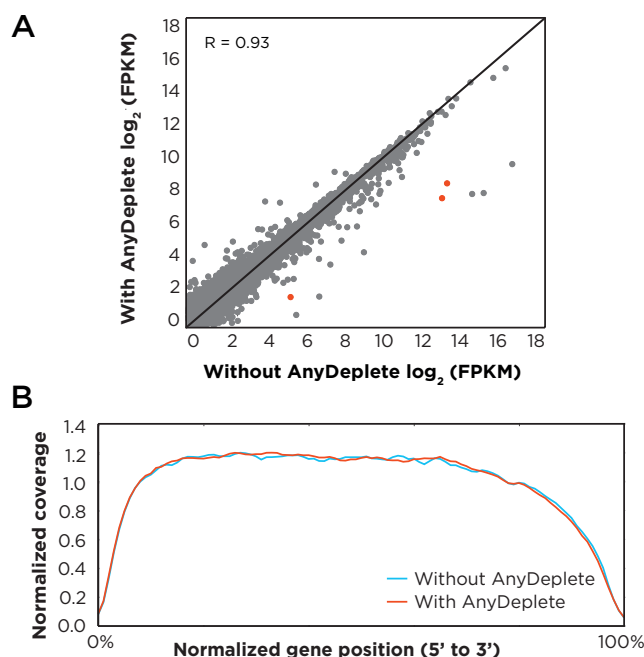 A
R = 0.93
With AnyDeplete log2 (FPKM)
18
16
14
12
10
8
6
4
2
0
0 2 4 6 8 10 12 14 16 18
Without AnyDeplete log2 (FPKM)
B
Normalized coverage
1.4
1.2
1.0
0.8
0.6
0.4
0.2
0.0
Without AnyDeplete
With AnyDeplete
0% 100%
Normalized gene position (5' to 3')